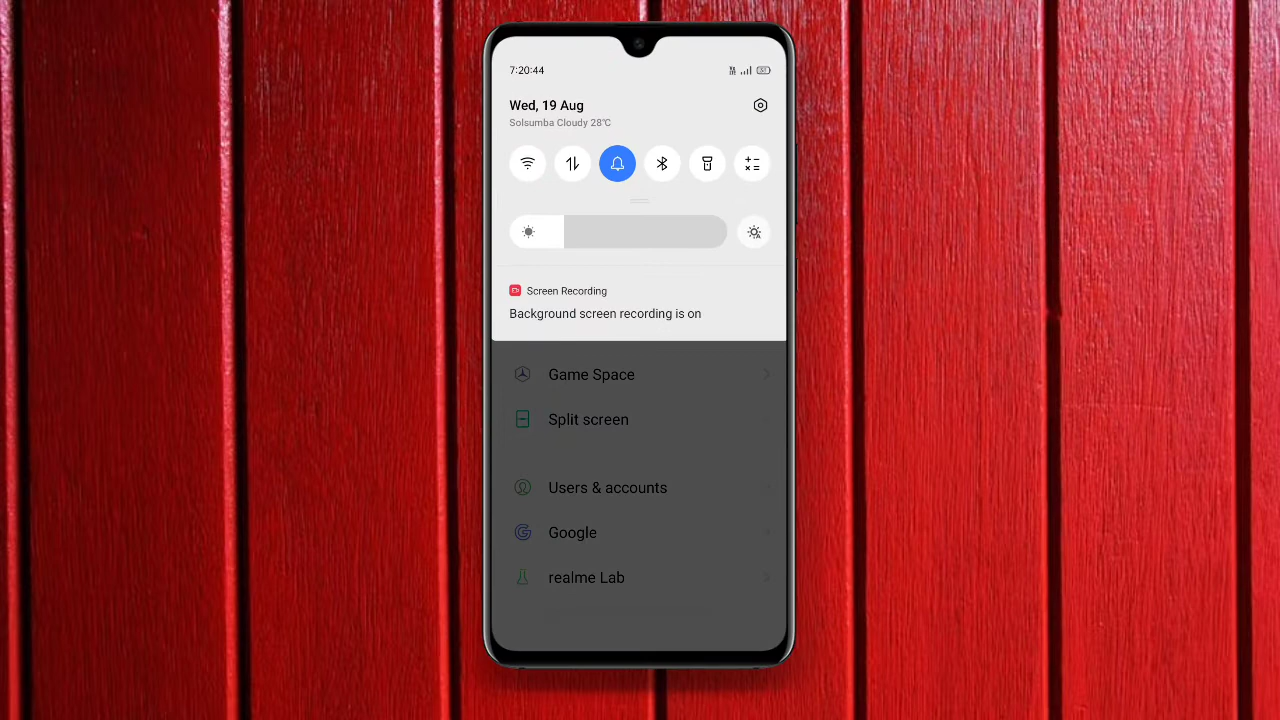 7:20:44
Wed, 19 Aug
Solsumba Cloudy 28°C
Screen Recording
Background screen recording is on
Game Space
Split screen
Users & accounts
Google
realme Lab